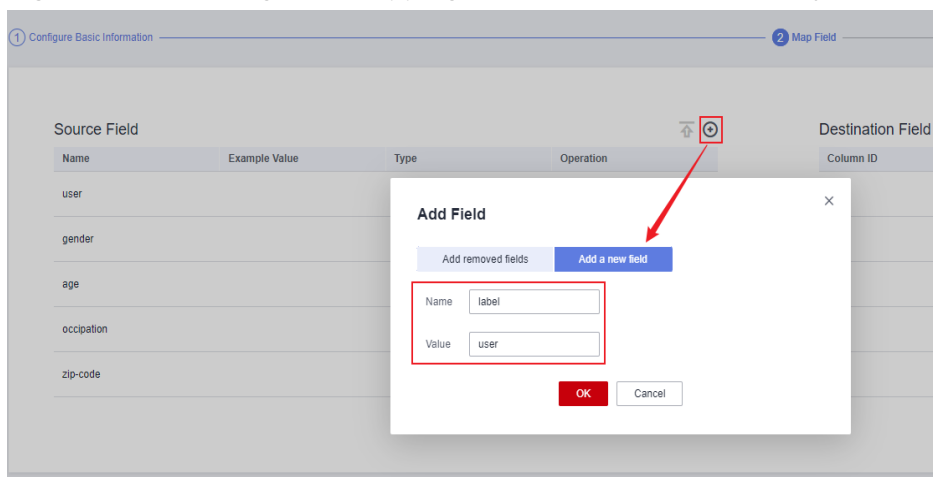 1 Configure Basic Information 2 Map Field
Source Field Destination Field
Name Example Value Type Operation Column ID
user
Add Field
gender
Add removed fields Add a new field
age
Name label
occipation
Value user
zip-code
OK Cancel